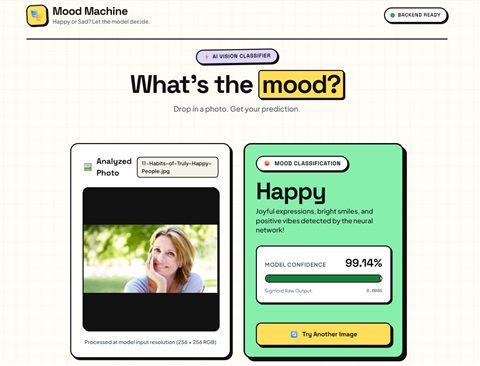 Mood Machine
Happy or Sad? Let the model decide.
BACKEND READY
AI VISION CLASSIFIER
What's the mood?
Drop in a photo. Get your prediction.
Analyzed
Photo
11-Habits-of-Truly-Happy-
People.jpg
Processed at model input resolution (256 × 256 RGB)
MOOD CLASSIFICATION
Happy
Joyful expressions, bright smiles, and
positive vibes detected by the neural
network!
MODEL CONFIDENCE 99.14%
Sigmoid Raw Output: 0.0086
Try Another Image